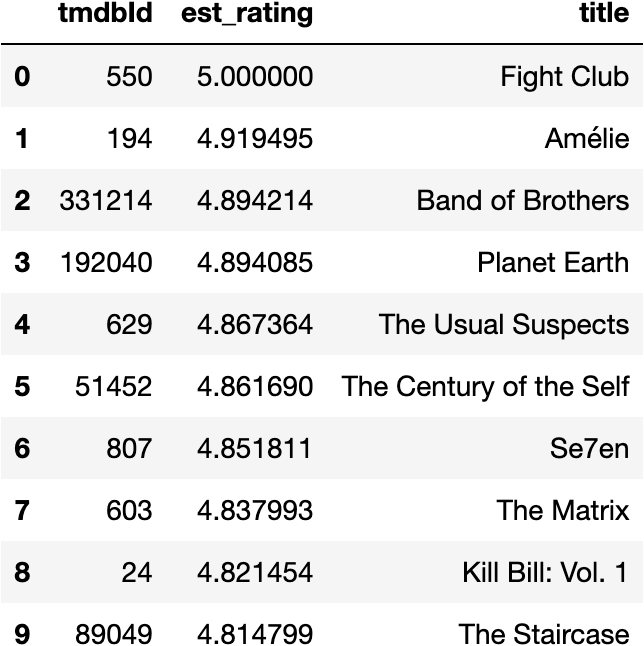 tmdbId est_rating title
0 550 5.000000 Fight Club
1 194 4.919495 Amélie
2 331214 4.894214 Band of Brothers
3 192040 4.894085 Planet Earth
4 629 4.867364 The Usual Suspects
5 51452 4.861690 The Century of the Self
6 807 4.851811 Se7en
7 603 4.837993 The Matrix
8 24 4.821454 Kill Bill: Vol. 1
9 89049 4.814799 The Staircase